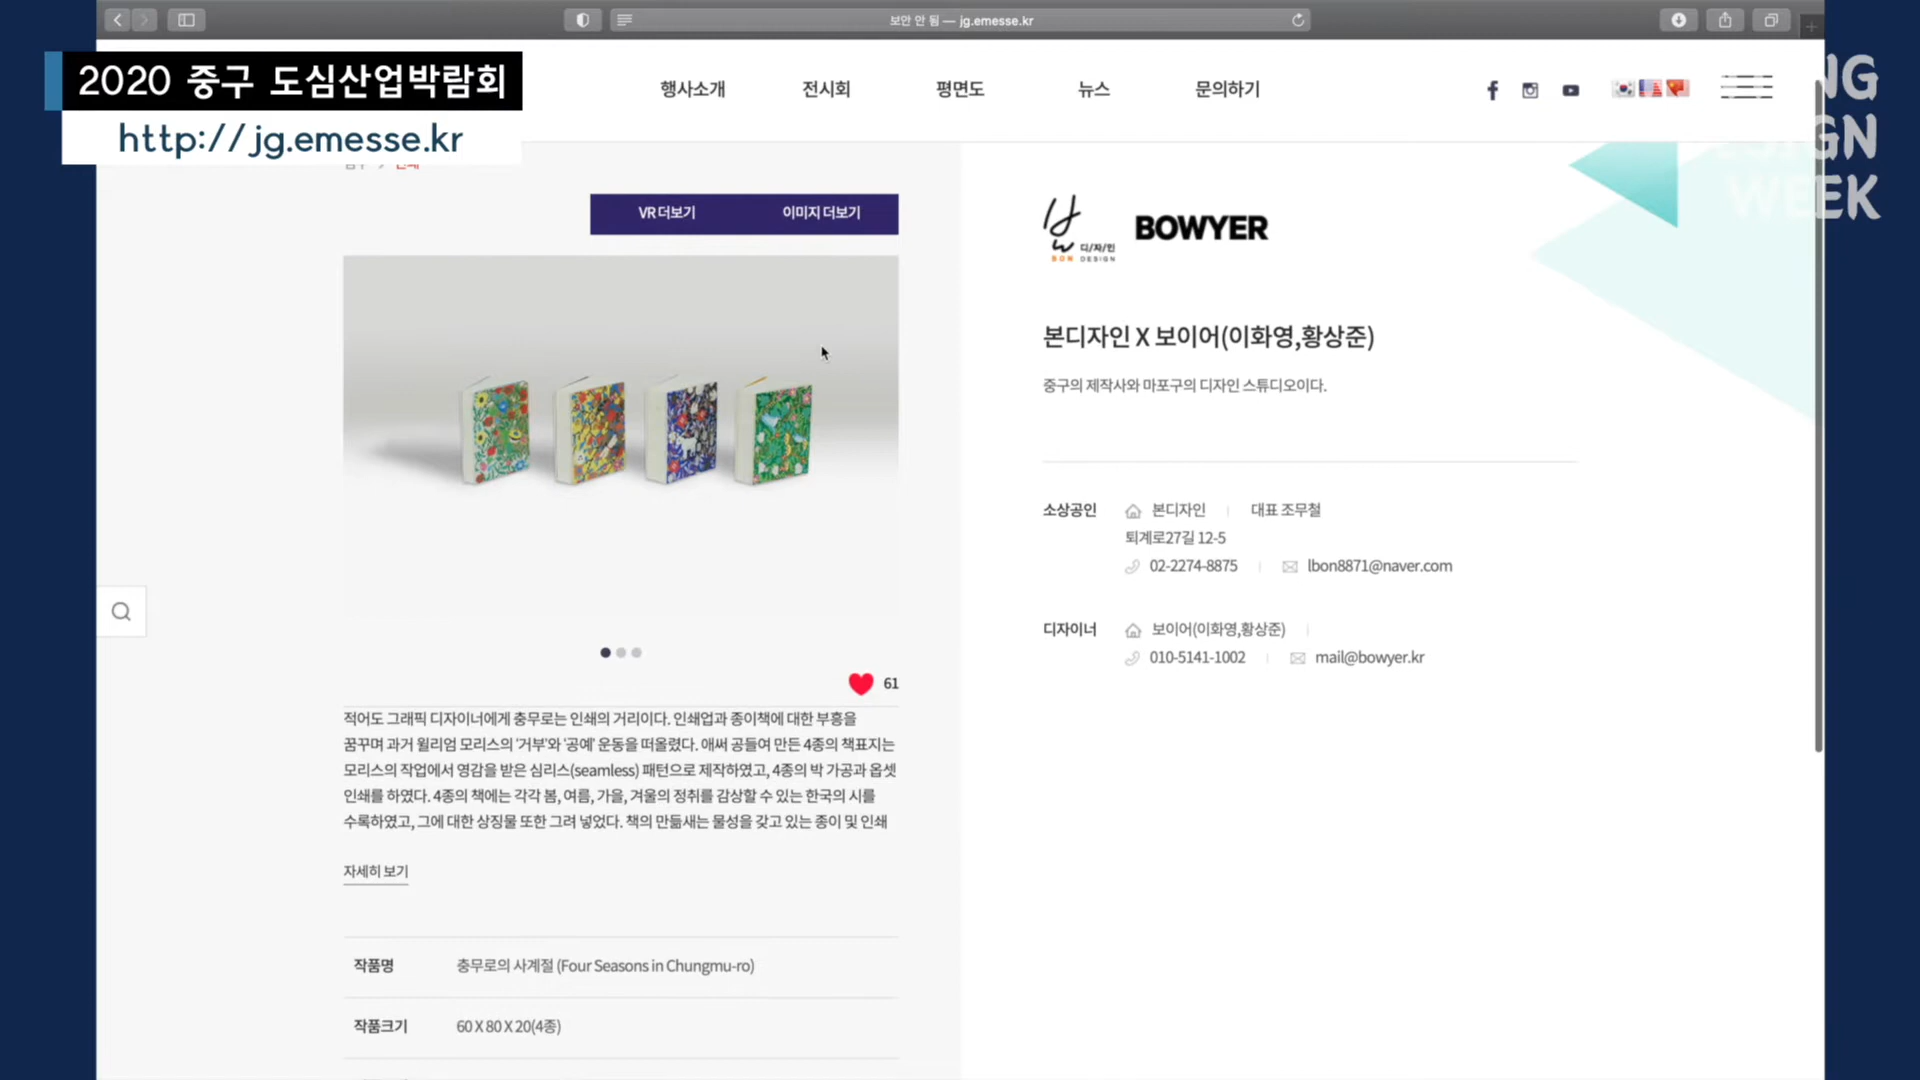 보안 안 됨 — jg.emesse.kr
2020 중구 도심산업박람회
http://jg.emesse.kr
행사소개 전시회 평면도 뉴스 문의하기
WEEK
VR 더보기 이미지 더보기
디/자/인
BON DESIGN
BOWYER
본디자인 X 보이어(이화영,황상준)
중구의 제작사와 마포구의 디자인 스튜디오이다.
소상공인 본디자인 대표 조무철
퇴계로27길 12-5
02-2274-8875 lbon8871@naver.com
디자이너 보이어(이화영,황상준)
010-5141-1002 mail@bowyer.kr
61
적어도 그래픽 디자이너에게 충무로는 인쇄의 거리이다. 인쇄업과 종이책에 대한 부흥을
꿈꾸며 과거 윌리엄 모리스의 '거부'와 '공예' 운동을 떠올렸다. 애써 공들여 만든 4종의 책표지는
모리스의 작업에서 영감을 받은 심리스(seamless) 패턴으로 제작하였고, 4종의 박 가공과 옵셋
인쇄를 하였다. 4종의 책에는 각각 봄, 여름, 가을, 겨울의 정취를 감상할 수 있는 한국의 시를
수록하였고, 그에 대한 상징물 또한 그려 넣었다. 책의 만듦새는 물성을 갖고 있는 종이 및 인쇄
자세히 보기
작품명 충무로의 사계절 (Four Seasons in Chungmu-ro)
작품크기 60 X 80 X 20(4종)